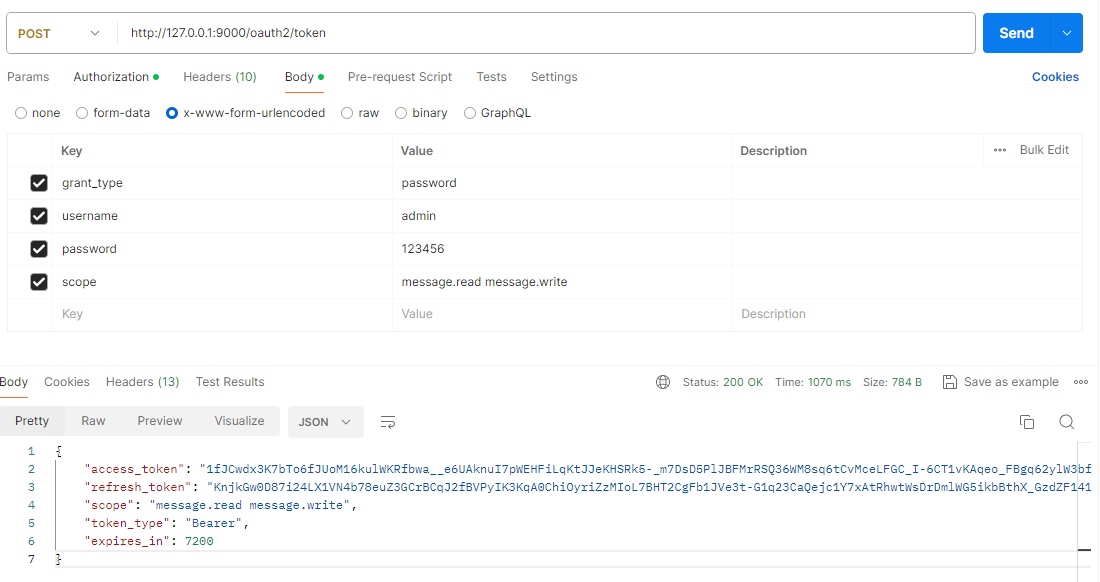 POST http://127.0.0.1:9000/oauth2/token Send
Params Authorization Headers (10) Body Pre-request Script Tests Settings Cookies
none form-data x-www-form-urlencoded raw binary GraphQL
Key Value Description Bulk Edit
grant_type password
username admin
password 123456
scope message.read message.write
Key Value Description
Body Cookies Headers (13) Test Results Status: 200 OK Time: 1070 ms Size: 784 B Save as example
Pretty Raw Preview Visualize JSON
1 {
2 "access_token": "1fJCwdx3K7bTo6fJUoM16kulWKRfbwa__e6UAknuI7pWEHFiLqKtJJeKHSRk5-_m7DsD5PlJBFMrRSQ36WM8sq6tCvMceLFGC_I-6CT1vKAqeo_FBgq62ylW3bf
3 "refresh_token": "KnjkGw0D87i24LX1VN4b78euZ3GCrBCqJ2fBVPyIK3KqA0ChiOyriZzMIoL7BHT2CgFb1JVe3t-G1q23CaQejc1Y7xAtRhwtWsDrDmlWG5ikbBthX_GzdZF141
4 "scope": "message.read message.write",
5 "token_type": "Bearer",
6 "expires_in": 7200
7 }